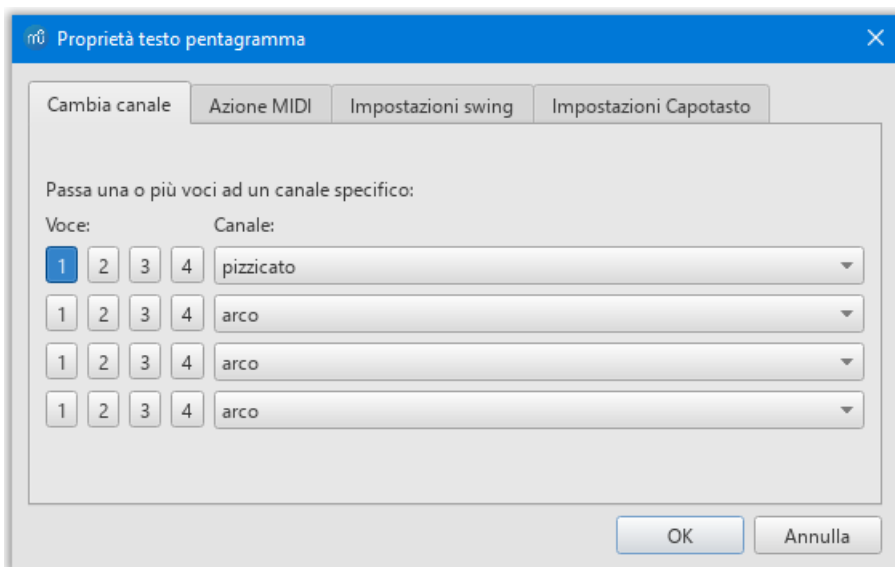 Proprietà testo pentagramma
Cambia canale Azione MIDI Impostazioni swing Impostazioni Capotasto
Passa una o più voci ad un canale specifico:
Voce: Canale:
1 2 3 4 pizzicato
1 2 3 4 arco
1 2 3 4 arco
1 2 3 4 arco
OK Annulla